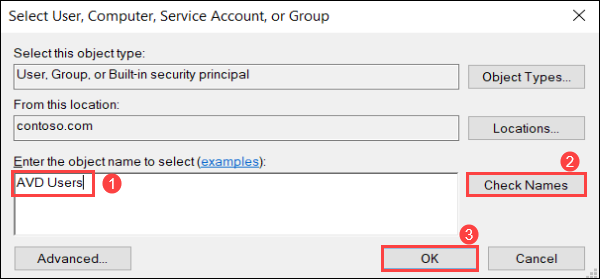 Select User, Computer, Service Account, or Group
Select this object type:
User, Group, or Built-in security principal
Object Types...
From this location:
contoso.com
Locations...
Enter the object name to select (examples):
AVD Users
1
2
Check Names
3
Advanced...
OK
Cancel